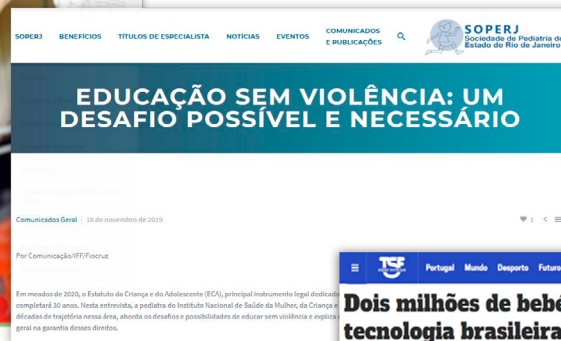 SOPERJ BENEFÍCIOS TÍTULOS DE ESPECIALISTA NOTÍCIAS EVENTOS COMUNICADOS E PUBLICAÇÕES
SOPERJ
Sociedade de Pediatria do
Estado do Rio de Janeiro
EDUCAÇÃO SEM VIOLÊNCIA: UM
DESAFIO POSSÍVEL E NECESSÁRIO
Comunicados Geral | 18 de novembro de 2019
1
Por Comunicação/IFF/Fiocruz
Em meados de 2020, o Estatuto da Criança e do Adolescente (ECA), principal instrumento legal dedicado
completará 30 anos. Nesta entrevista, a pediatra do Instituto Nacional de Saúde da Mulher, da Criança e
décadas de trajetória nessa área, aborda os desafios e possibilidades de educar sem violência e explica
geral na garantia desses direitos.
TSF
Portugal Mundo Desporto Futuro
Dois milhões de bebé
tecnologia brasileira